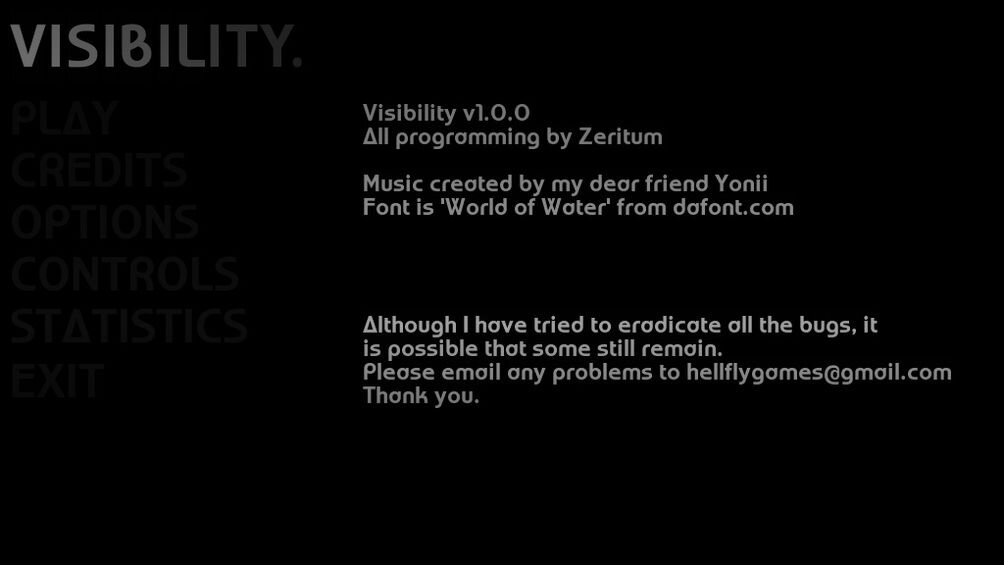 VISIBILITY.
PLAY
CREDITS
OPTIONS
CONTROLS
STATISTICS
EXIT
Visibility v1.0.0
All programming by Zeritum
Music created by my dear friend Yonii
Font is 'World of Water' from dafont.com
Although I have tried to eradicate all the bugs, it
is possible that some still remain.
Please email any problems to hellflygames@gmail.com
Thank you.